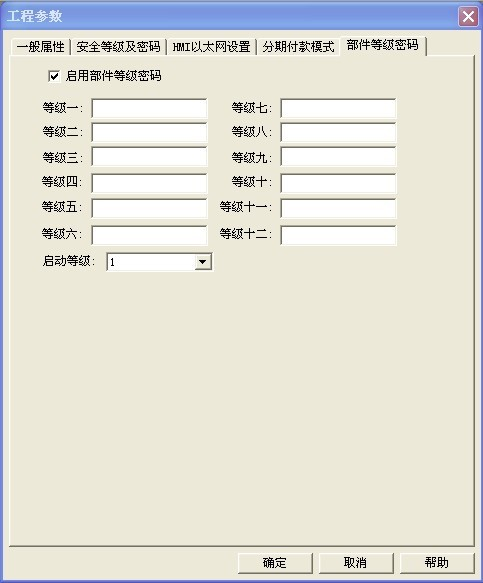 工程参数
一般属性 安全等级及密码 HMI以太网设置 分期付款模式 部件等级密码
启用部件等级密码
等级一: 等级七:
等级二: 等级八:
等级三: 等级九:
等级四: 等级十:
等级五: 等级十一:
等级六: 等级十二:
启动等级: 1
确定 取消 帮助